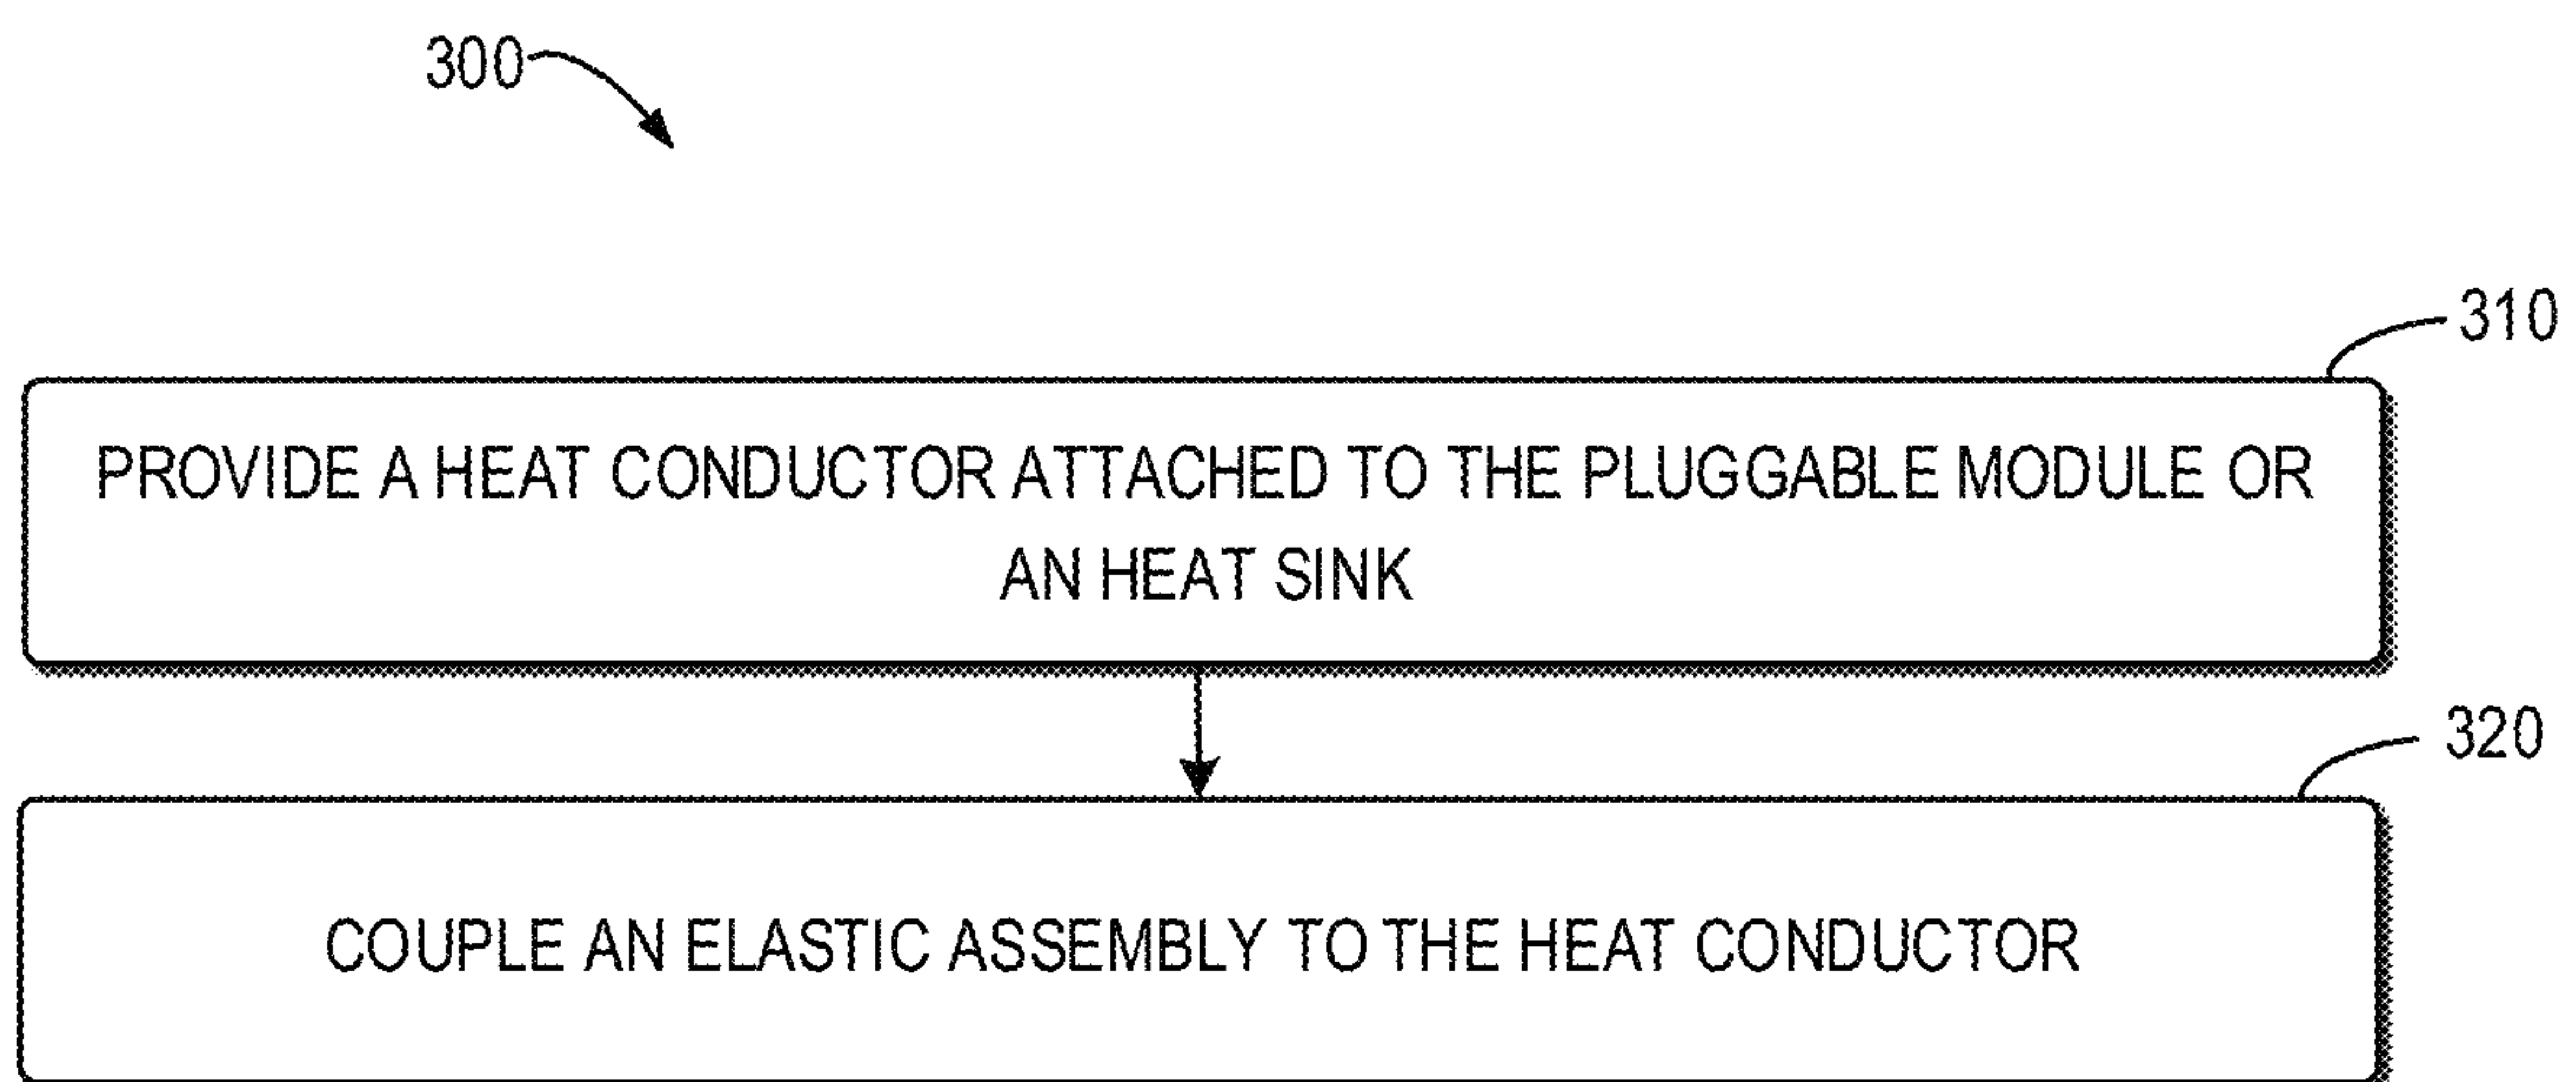 300
310
PROVIDE A HEAT CONDUCTOR ATTACHED TO THE PLUGGABLE MODULE OR
AN HEAT SINK
320
COUPLE AN ELASTIC ASSEMBLY TO THE HEAT CONDUCTOR